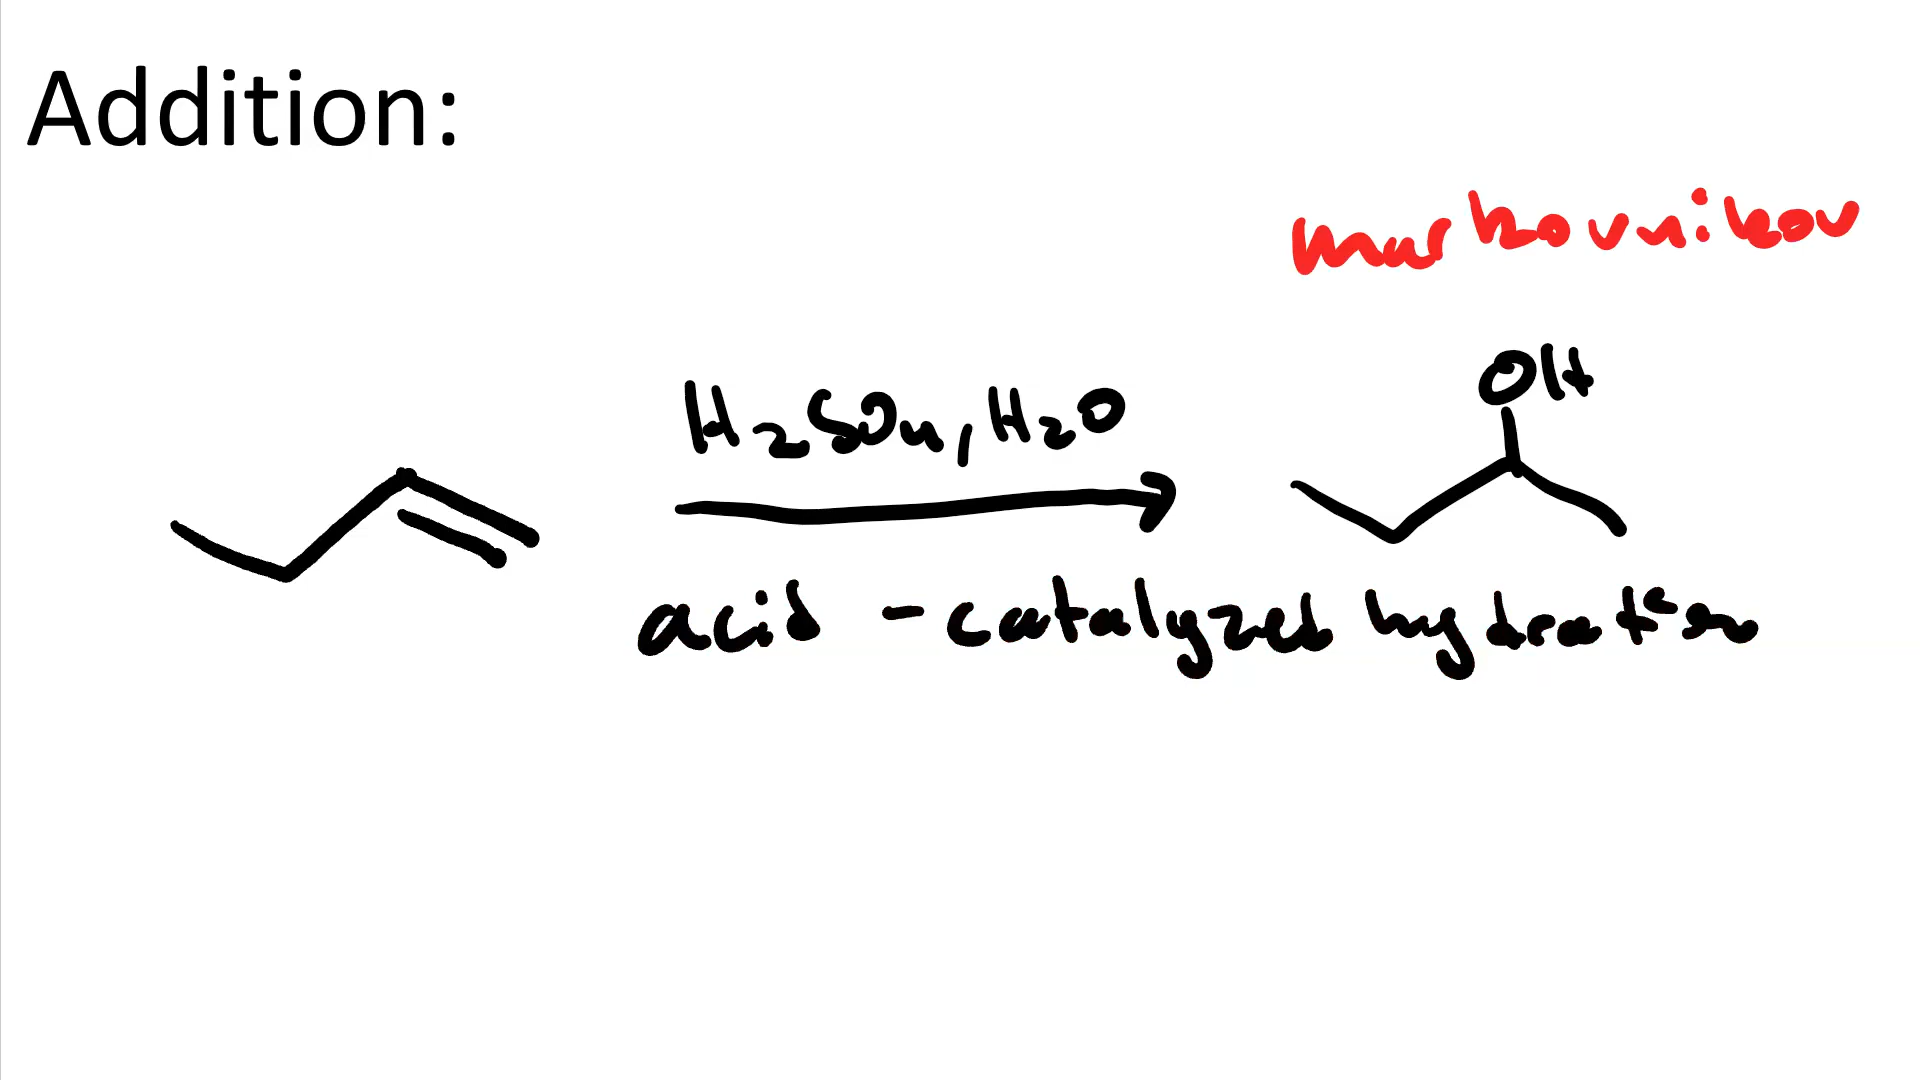 Addition:
Markovnikov
OH
H₂SO₄, H₂O
acid-catalyzed hydration